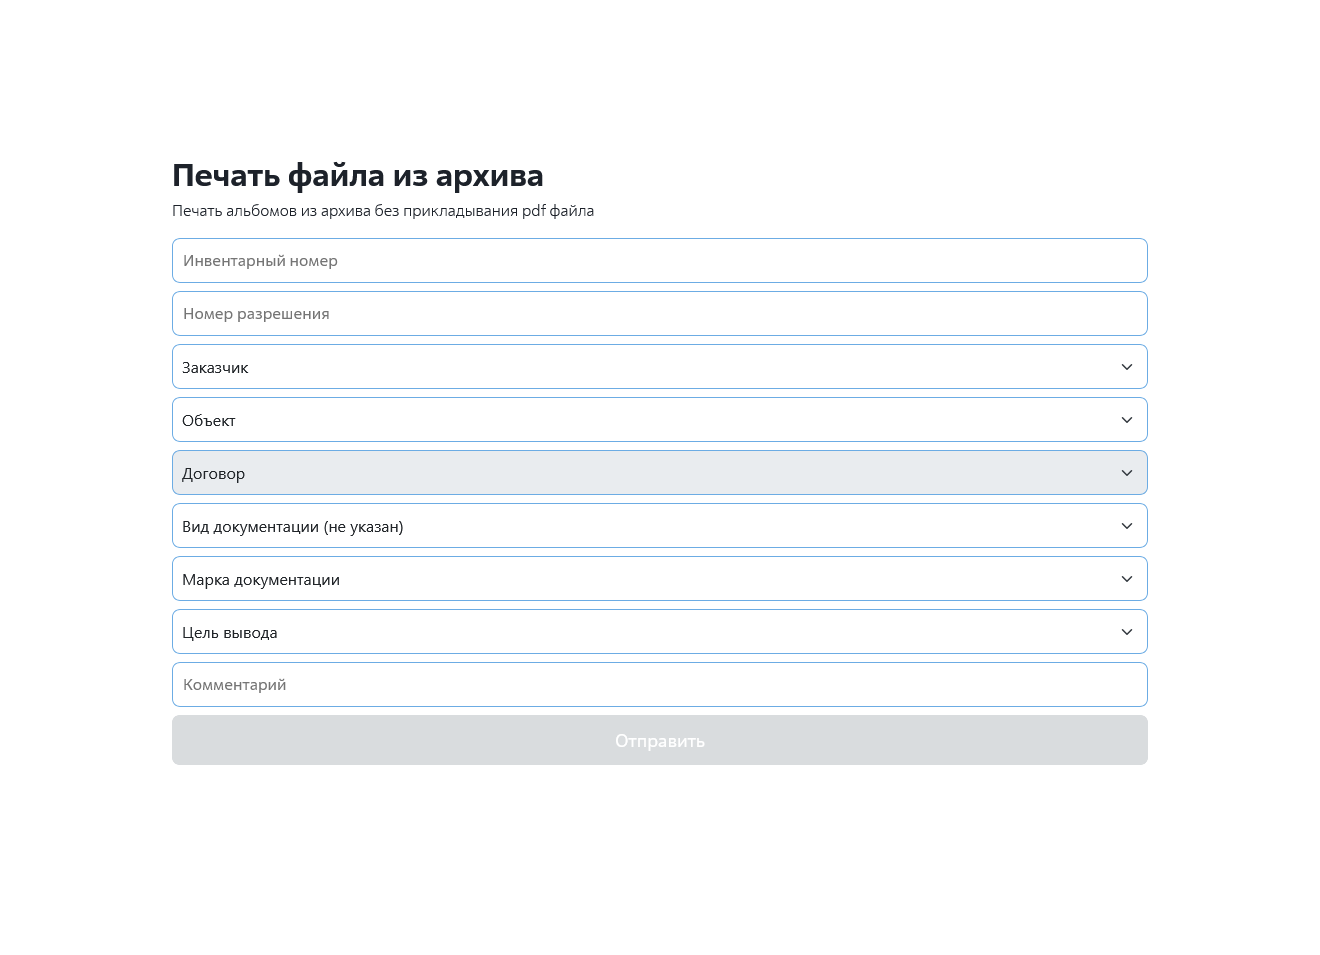 Печать файла из архива
Печать альбомов из архива без прикладывания pdf файла
Инвентарный номер
Номер разрешения
Заказчик
Объект
Договор
Вид документации (не указан)
Марка документации
Цель вывода
Комментарий
Отправить